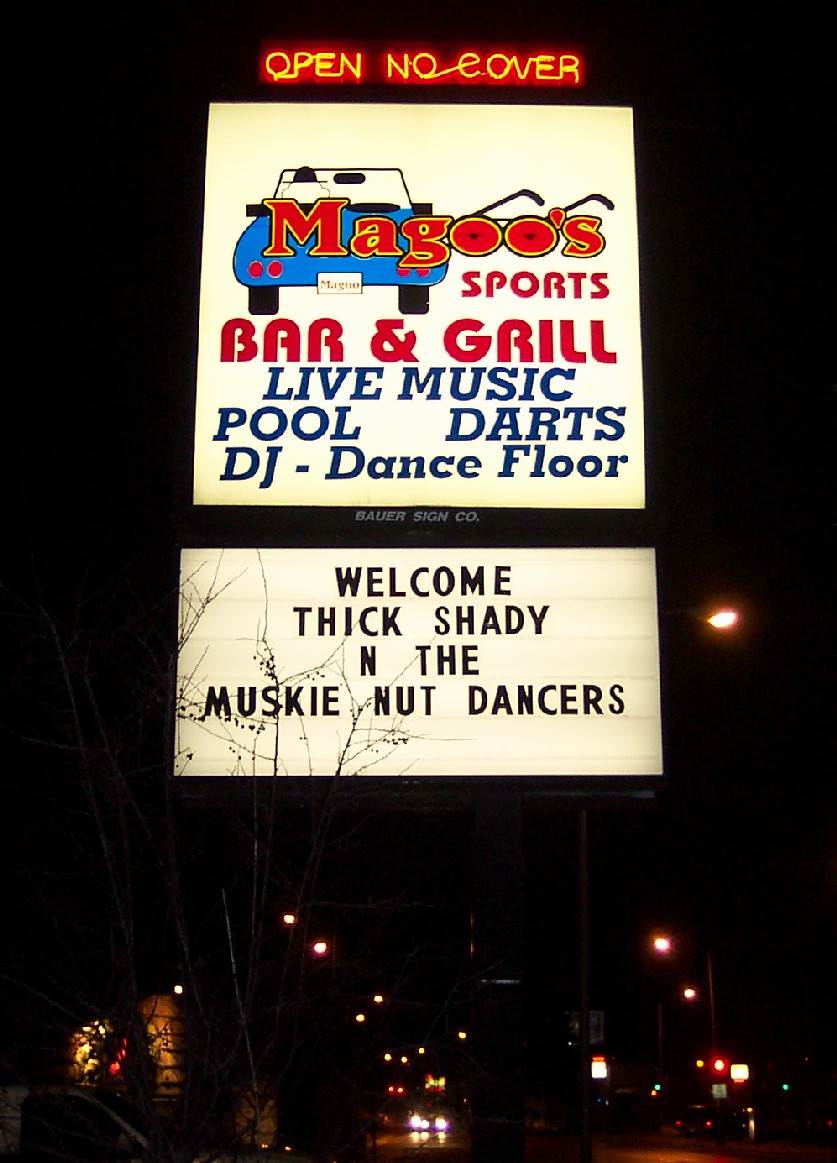 OPEN NO COVER
Magoo's
Magoo
SPORTS
BAR & GRILL
LIVE MUSIC
POOL DARTS
DJ - Dance Floor
BAUER SIGN CO.
WELCOME
THICK SHADY
N THE
MUSKIE NUT DANCERS